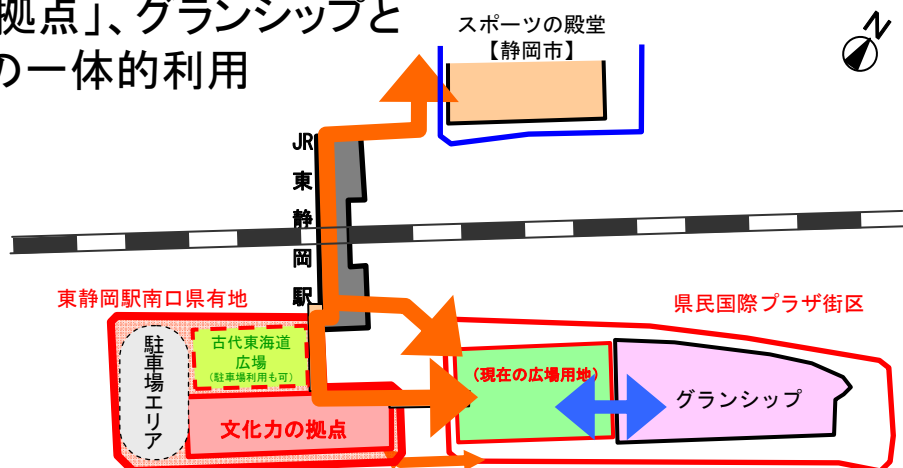 拠点」、グランシップと
の一体的利用
スポーツの殿堂
【静岡市】
N
JR東静岡駅
東静岡駅南口県有地
県民国際プラザ街区
駐車場エリア
古代東海道
広場
(駐車場利用も可)
文化力の拠点
(現在の広場用地)
グランシップ